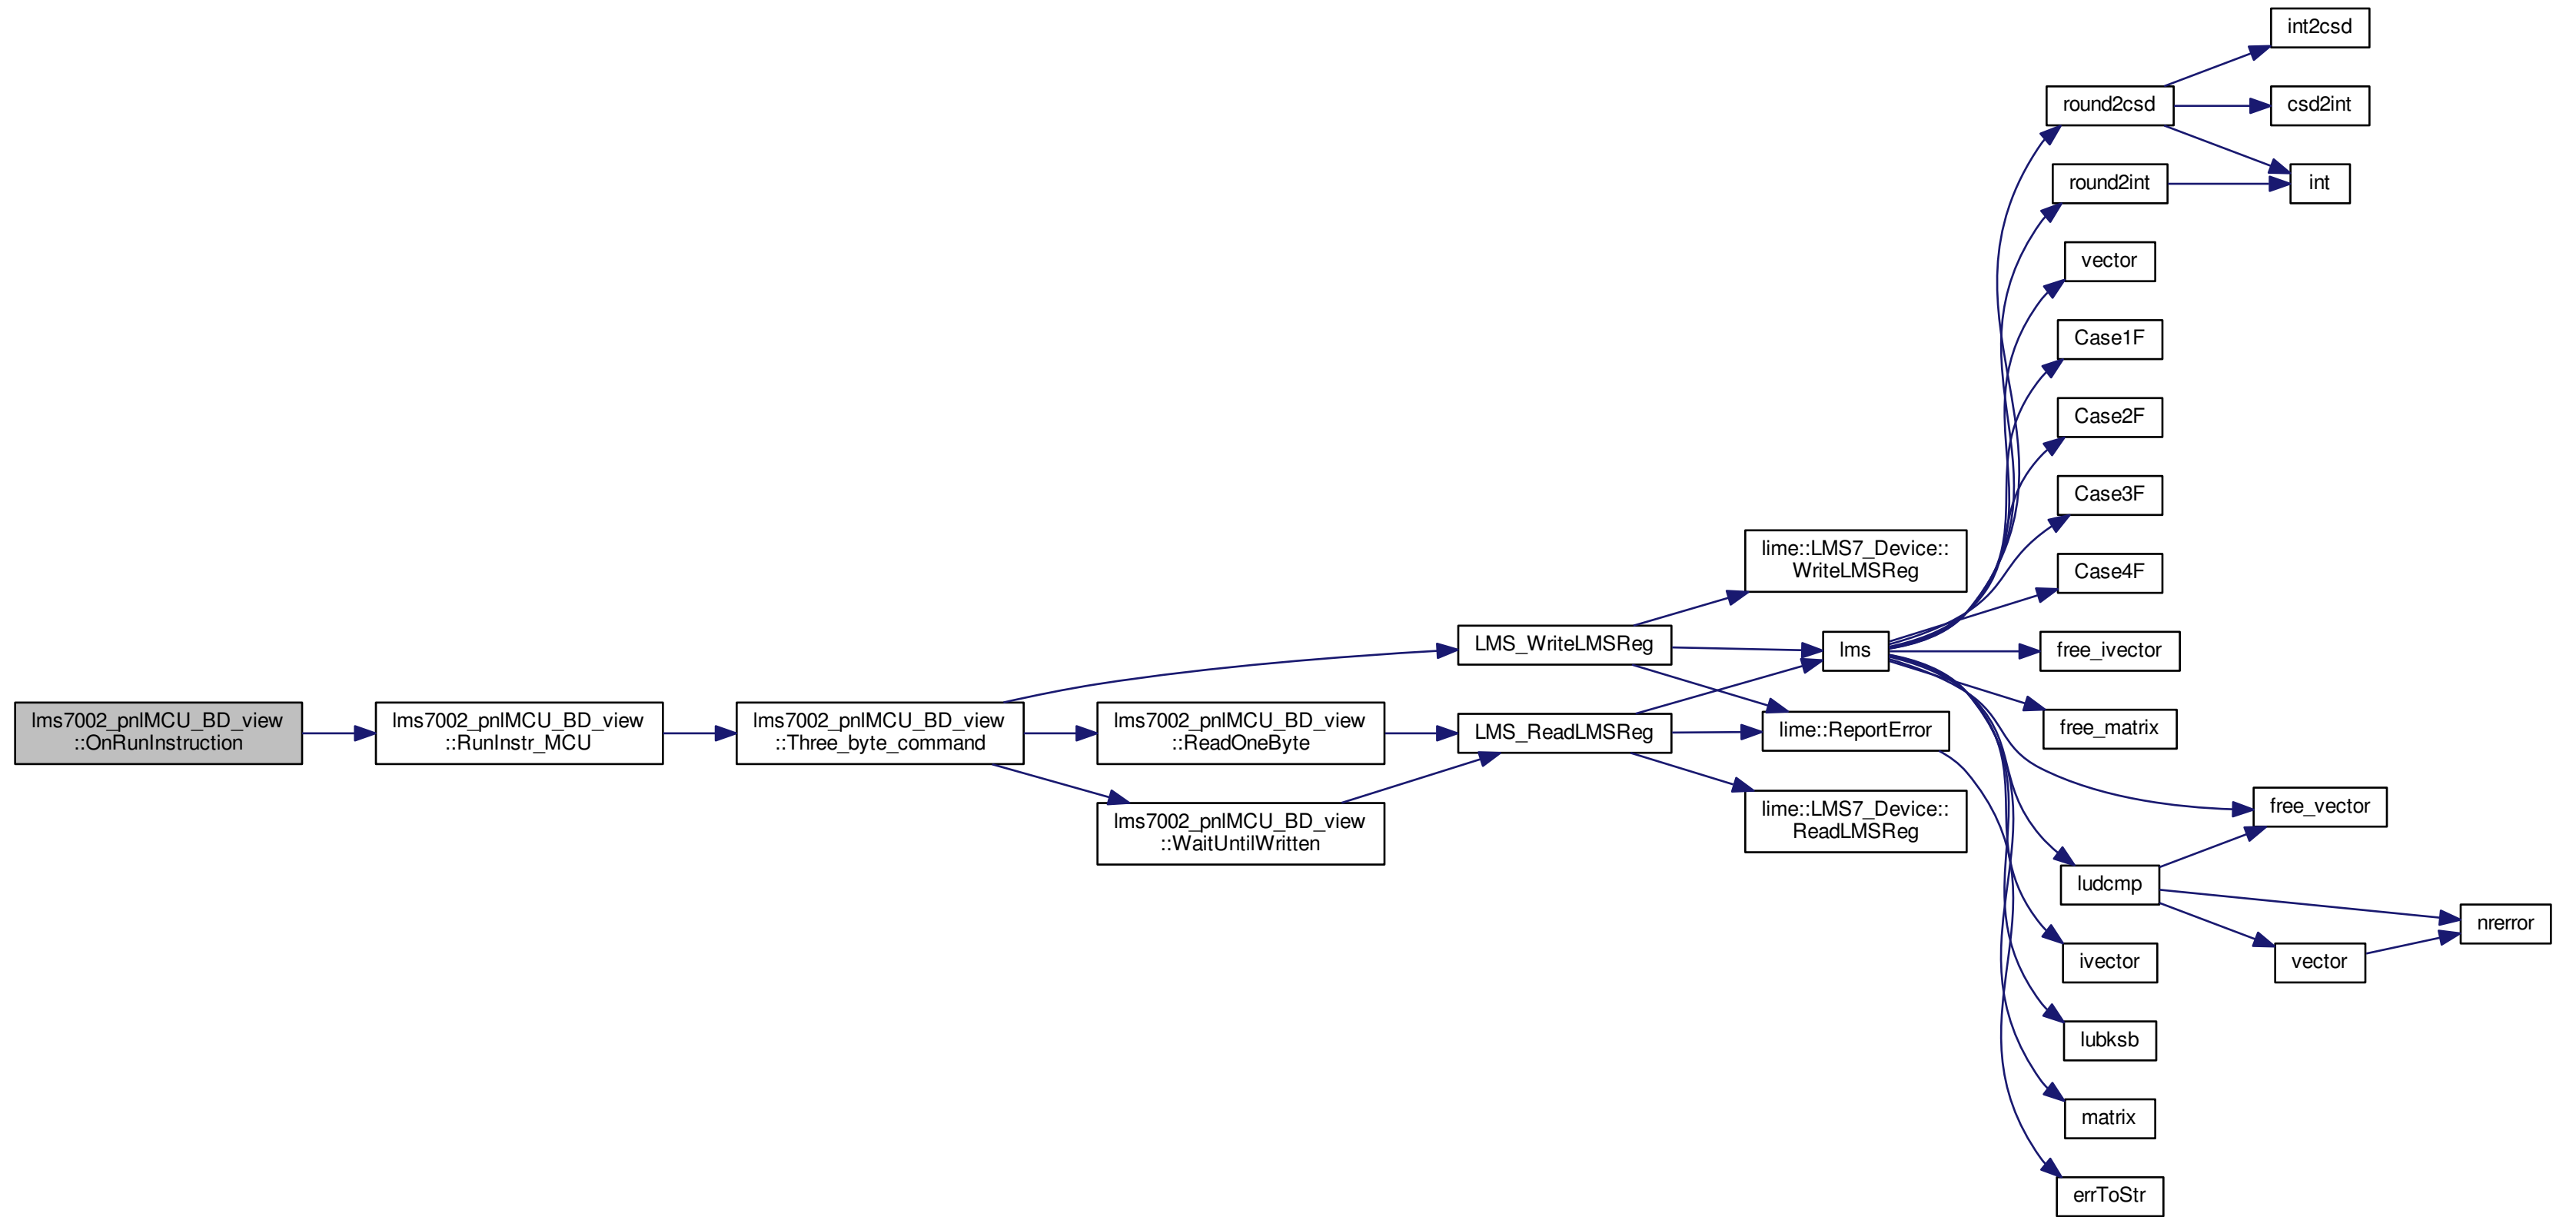 lms7002_pnlMCU_BD_view
::OnRunInstruction
lms7002_pnlMCU_BD_view
::RunInstr_MCU
lms7002_pnlMCU_BD_view
::Three_byte_command
lms7002_pnlMCU_BD_view
::ReadOneByte
lms7002_pnlMCU_BD_view
::WaitUntilWritten
LMS_WriteLMSReg
LMS_ReadLMSReg
lime::LMS7_Device::
WriteLMSReg
lms
lime::ReportError
lime::LMS7_Device::
ReadLMSReg
round2csd
round2int
vector
Case1F
Case2F
Case3F
Case4F
free_ivector
free_matrix
ludcmp
ivector
lubksb
matrix
errToStr
int2csd
csd2int
int
free_vector
vector
nrerror